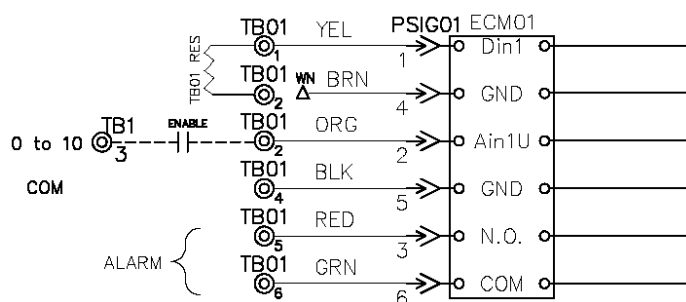 TB01 YEL PSIG01 ECM01
1 1 Din1
TB01 RES
TB01 WN BRN
2 4 GND
0 to 10 TB1 ENABLE TB01 ORG
3 2 2 Ain1U
COM TB01 BLK
4 5 GND
TB01 RED
5 3 N.O.
ALARM TB01 GRN
6 6 COM